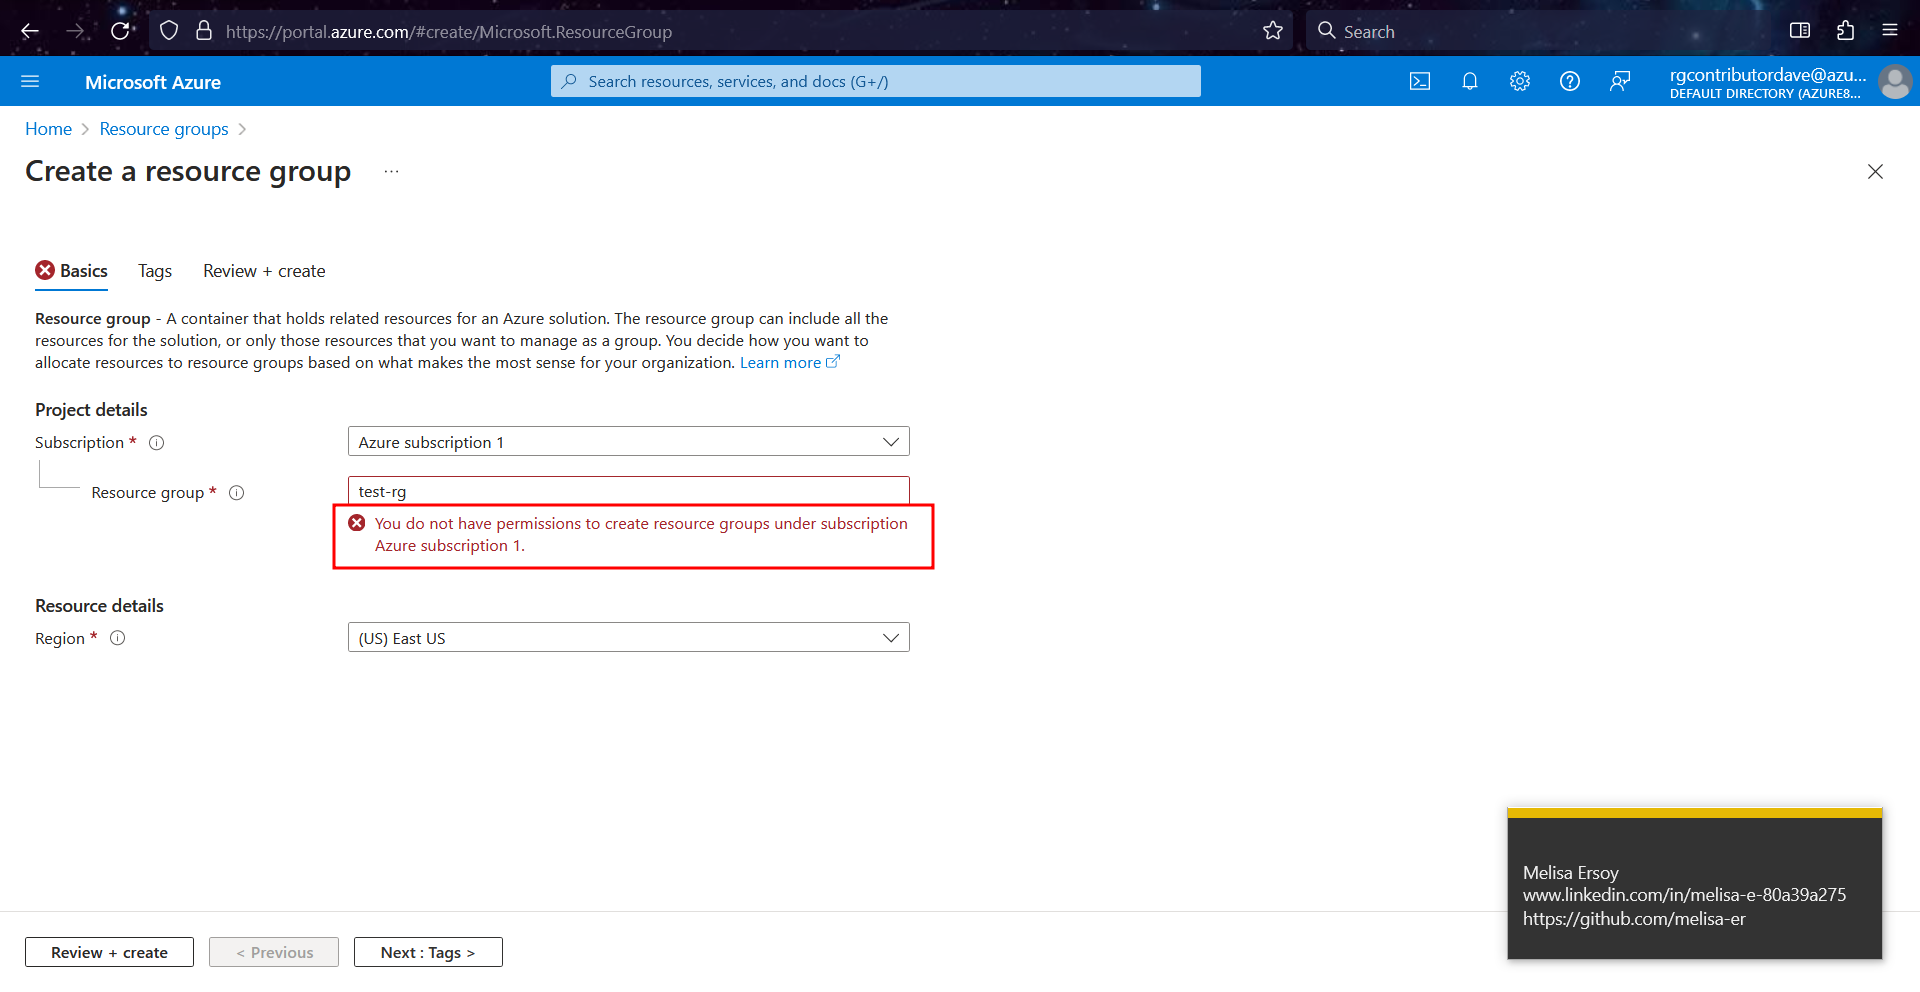 https://portal.azure.com/#create/Microsoft.ResourceGroup
Search
Microsoft Azure
Search resources, services, and docs (G+/)
rgcontributordave@azu...
DEFAULT DIRECTORY (AZURE8...
Home > Resource groups >
Create a resource group ...
Basics Tags Review + create
Resource group - A container that holds related resources for an Azure solution. The resource group can include all the
resources for the solution, or only those resources that you want to manage as a group. You decide how you want to
allocate resources to resource groups based on what makes the most sense for your organization. Learn more
Project details
Subscription * Azure subscription 1
Resource group * test-rg
You do not have permissions to create resource groups under subscription
Azure subscription 1.
Resource details
Region * (US) East US
Melisa Ersoy
www.linkedin.com/in/melisa-e-80a39a275
https://github.com/melisa-er
Review + create < Previous Next : Tags >